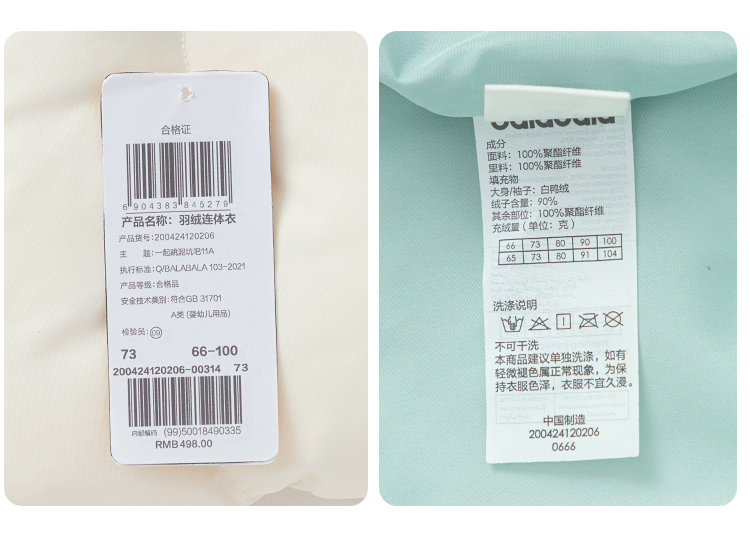 合格证
6 904383 845279
产品名称：羽绒连体衣
产品货号：200424120206
主　题：一起跳泥坑吧11A
执行标准：Q/BALABALA 103-2021
产品等级：合格品
安全技术类别：符合GB 31701
A类（婴幼儿用品）
检验员：09
73 66-100
200424120206-00314 73
内部编码 (99)50018490335
RMB 498.00
balabala
成分
面料：100%聚酯纤维
里料：100%聚酯纤维
填充物
大身/袖子：白鸭绒
绒子含量：90%
其余部位：100%聚酯纤维
充绒量（单位：克）
66 73 80 90 100
65 73 80 91 104
洗涤说明
不可干洗
本商品建议单独洗涤，如有
轻微褪色属正常现象，为保
持衣服色泽，衣服不宜久浸。
中国制造
200424120206
0666